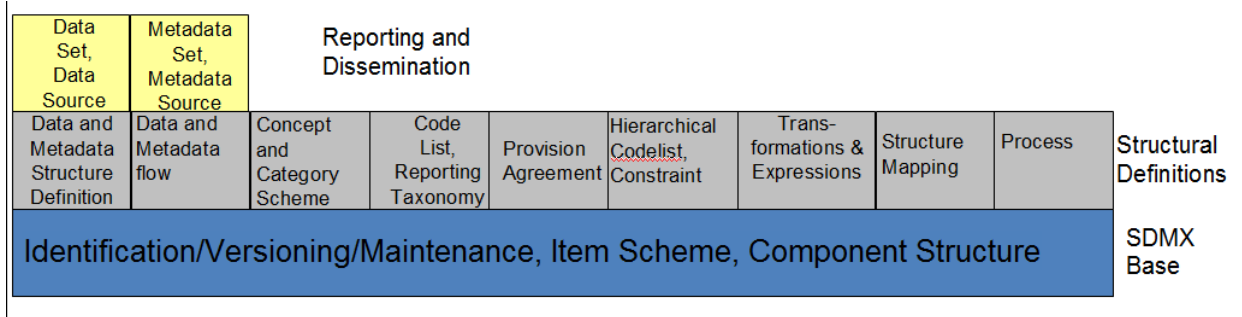 Data
Set,
Data
Source
Metadata
Set,
Metadata
Source
Reporting and
Dissemination
Data and
Metadata
Structure
Definition
Data and
Metadata
flow
Concept
and
Category
Scheme
Code
List,
Reporting
Taxonomy
Provision
Agreement
Hierarchical
Codelist,
Constraint
Trans-
formations &
Expressions
Structure
Mapping
Process
Structural
Definitions
Identification/Versioning/Maintenance, Item Scheme, Component Structure
SDMX
Base